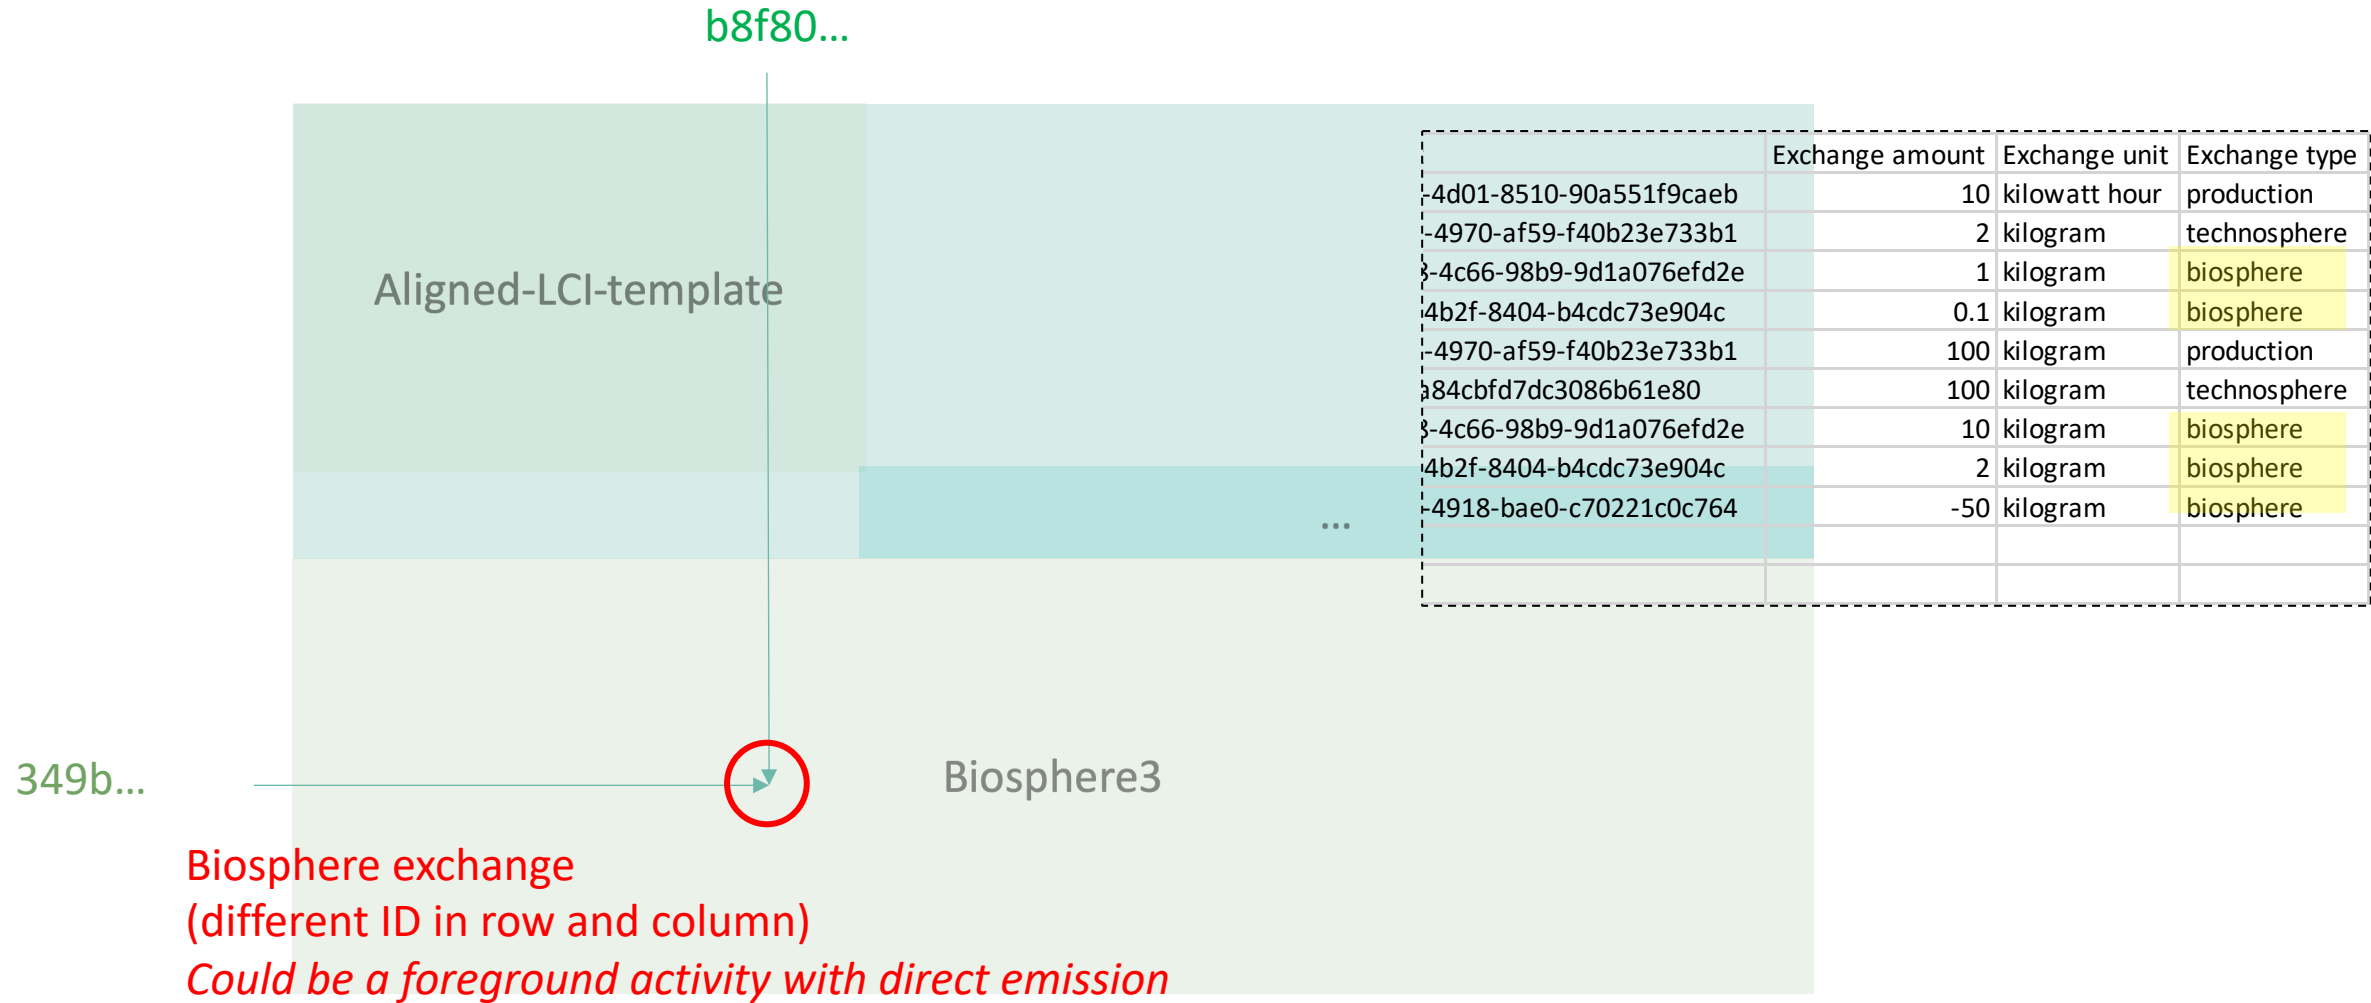 b8f80...
Aligned-LCI-template
Exchange amount Exchange unit Exchange type
-4d01-8510-90a551f9caeb 10 kilowatt hour production
-4970-af59-f40b23e733b1 2 kilogram technosphere
3-4c66-98b9-9d1a076efd2e 1 kilogram biosphere
4b2f-8404-b4cdc73e904c 0.1 kilogram biosphere
-4970-af59-f40b23e733b1 100 kilogram production
a84cbfd7dc3086b61e80 100 kilogram technosphere
3-4c66-98b9-9d1a076efd2e 10 kilogram biosphere
4b2f-8404-b4cdc73e904c 2 kilogram biosphere
-4918-bae0-c70221c0c764 -50 kilogram biosphere
...
349b...
Biosphere3
Biosphere exchange
(different ID in row and column)
Could be a foreground activity with direct emission